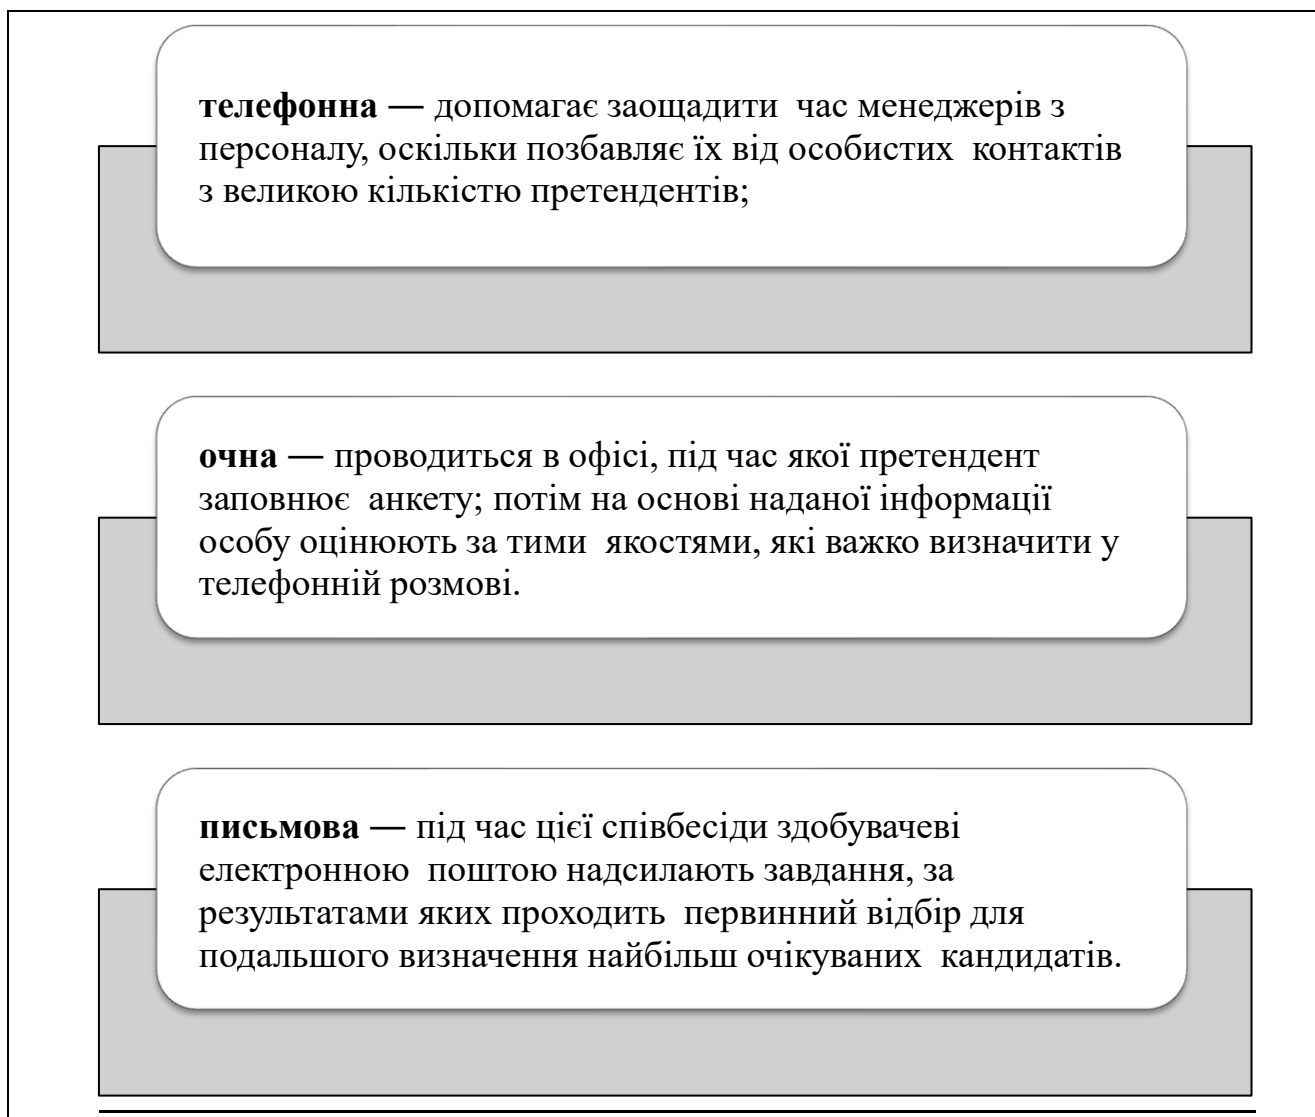 телефонна — допомагає заощадити  час менеджерів з
персоналу, оскільки позбавляє їх від особистих  контактів
з великою кількістю претендентів;
очна — проводиться в офісі, під час якої претендент
заповнює  анкету; потім на основі наданої інформації
особу оцінюють за тими  якостями, які важко визначити у
телефонній розмові.
письмова — під час цієї співбесіди здобувачеві
електронною  поштою надсилають завдання, за
результатами яких проходить  первинний відбір для
подальшого визначення найбільш очікуваних  кандидатів.